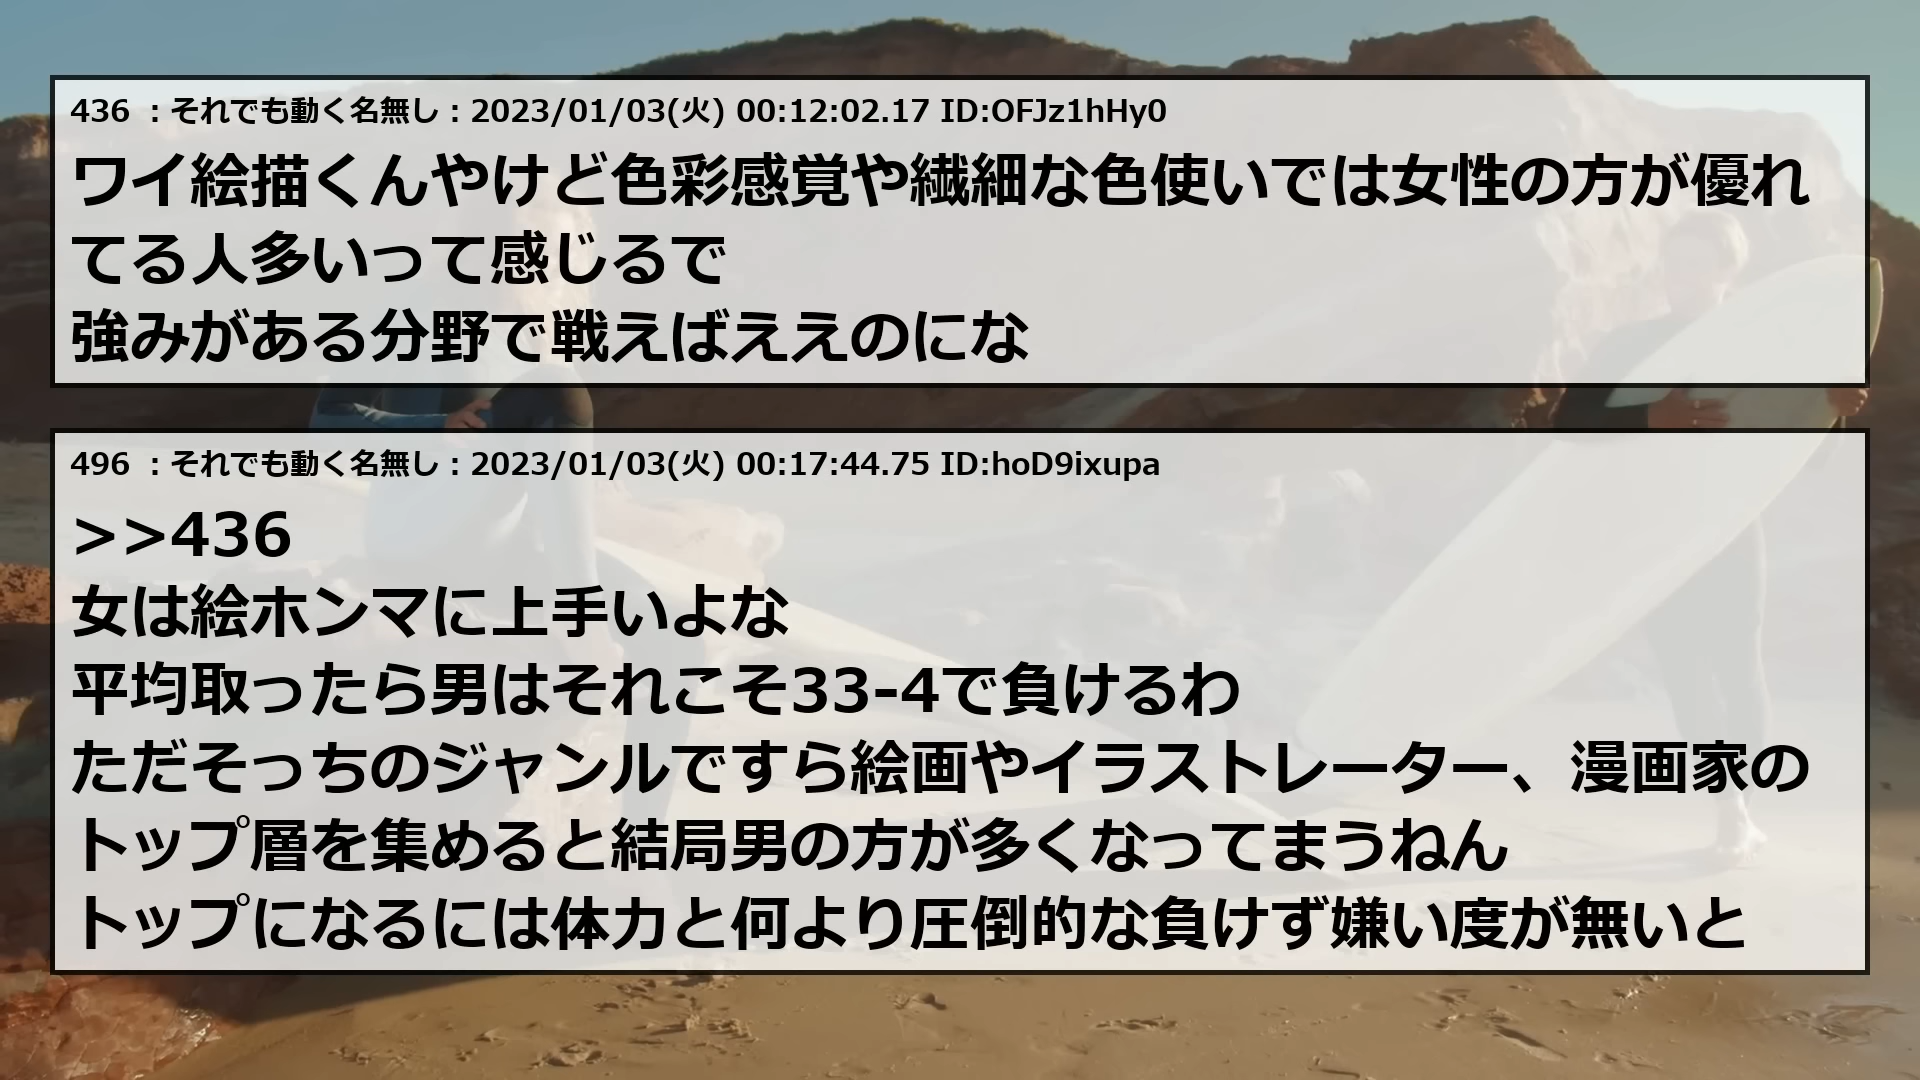 436 ：それでも動く名無し：2023/01/03(火) 00:12:02.17 ID:OFJz1hHy0
ワイ絵描くんやけど色彩感覚や繊細な色使いでは女性の方が優れ
てる人多いって感じるで
強みがある分野で戦えばええのにな
496 ：それでも動く名無し：2023/01/03(火) 00:17:44.75 ID:hoD9ixupa
>>436
女は絵ホンマに上手いよな
平均取ったら男はそれこそ33-4で負けるわ
ただそっちのジャンルですら絵画やイラストレーター、漫画家の
トップ層を集めると結局男の方が多くなってまうねん
トップになるには体力と何より圧倒的な負けず嫌い度が無いと